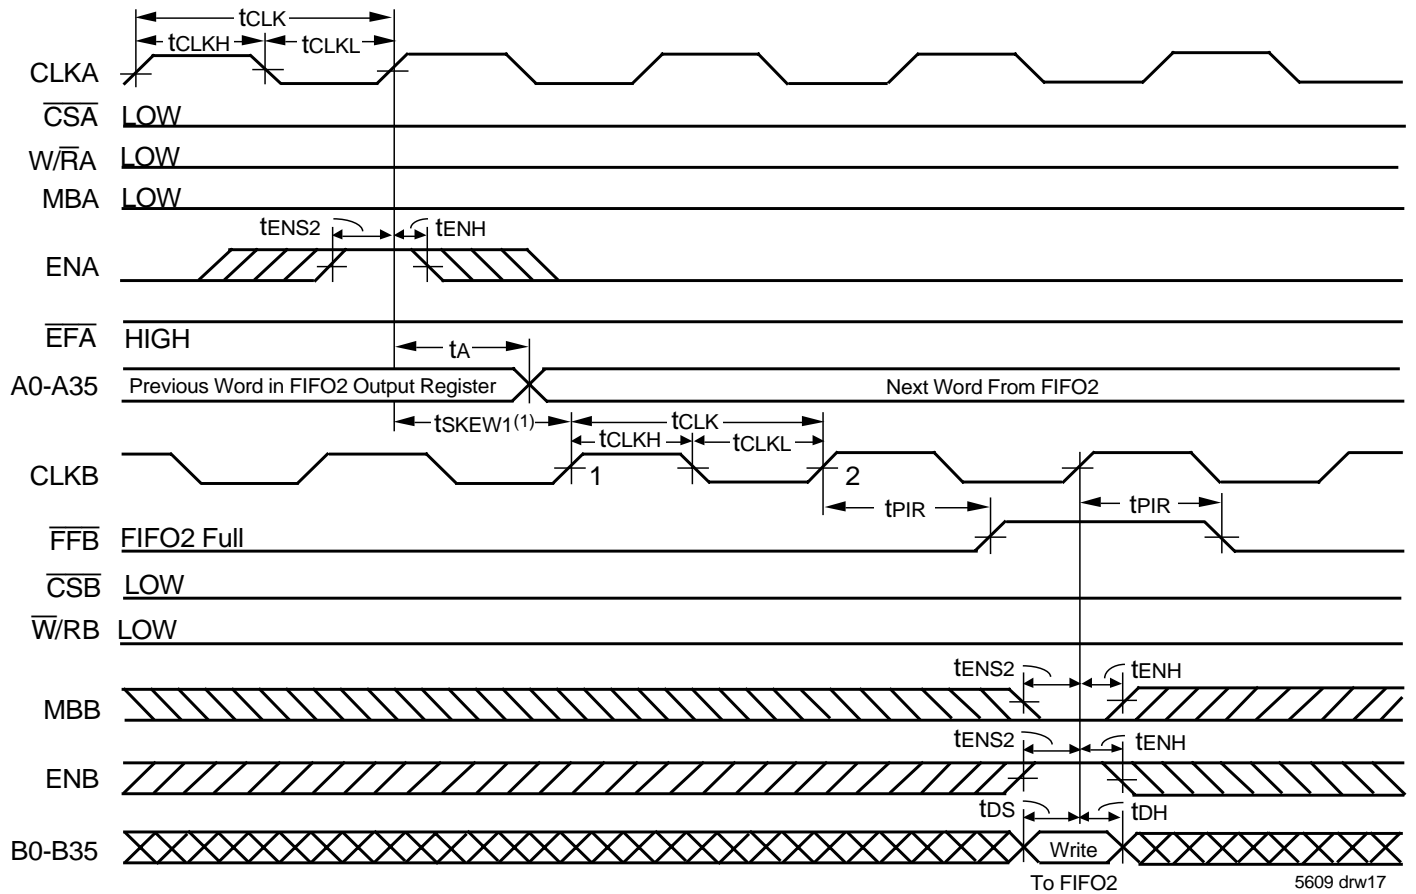 tCLK
tCLKH tCLKL
CLKA
CSA LOW
W/RA LOW
MBA LOW
tENS2 tENH
ENA
EFA HIGH
tA
A0-A35 Previous Word in FIFO2 Output Register Next Word From FIFO2
tSKEW1(1) tCLK
tCLKH tCLKL
CLKB 1 2
tPIR tPIR
FFB FIFO2 Full
CSB LOW
W/RB LOW
tENS2 tENH
MBB
tENS2 tENH
ENB
tDS tDH
B0-B35 Write
To FIFO2 5609 drw17